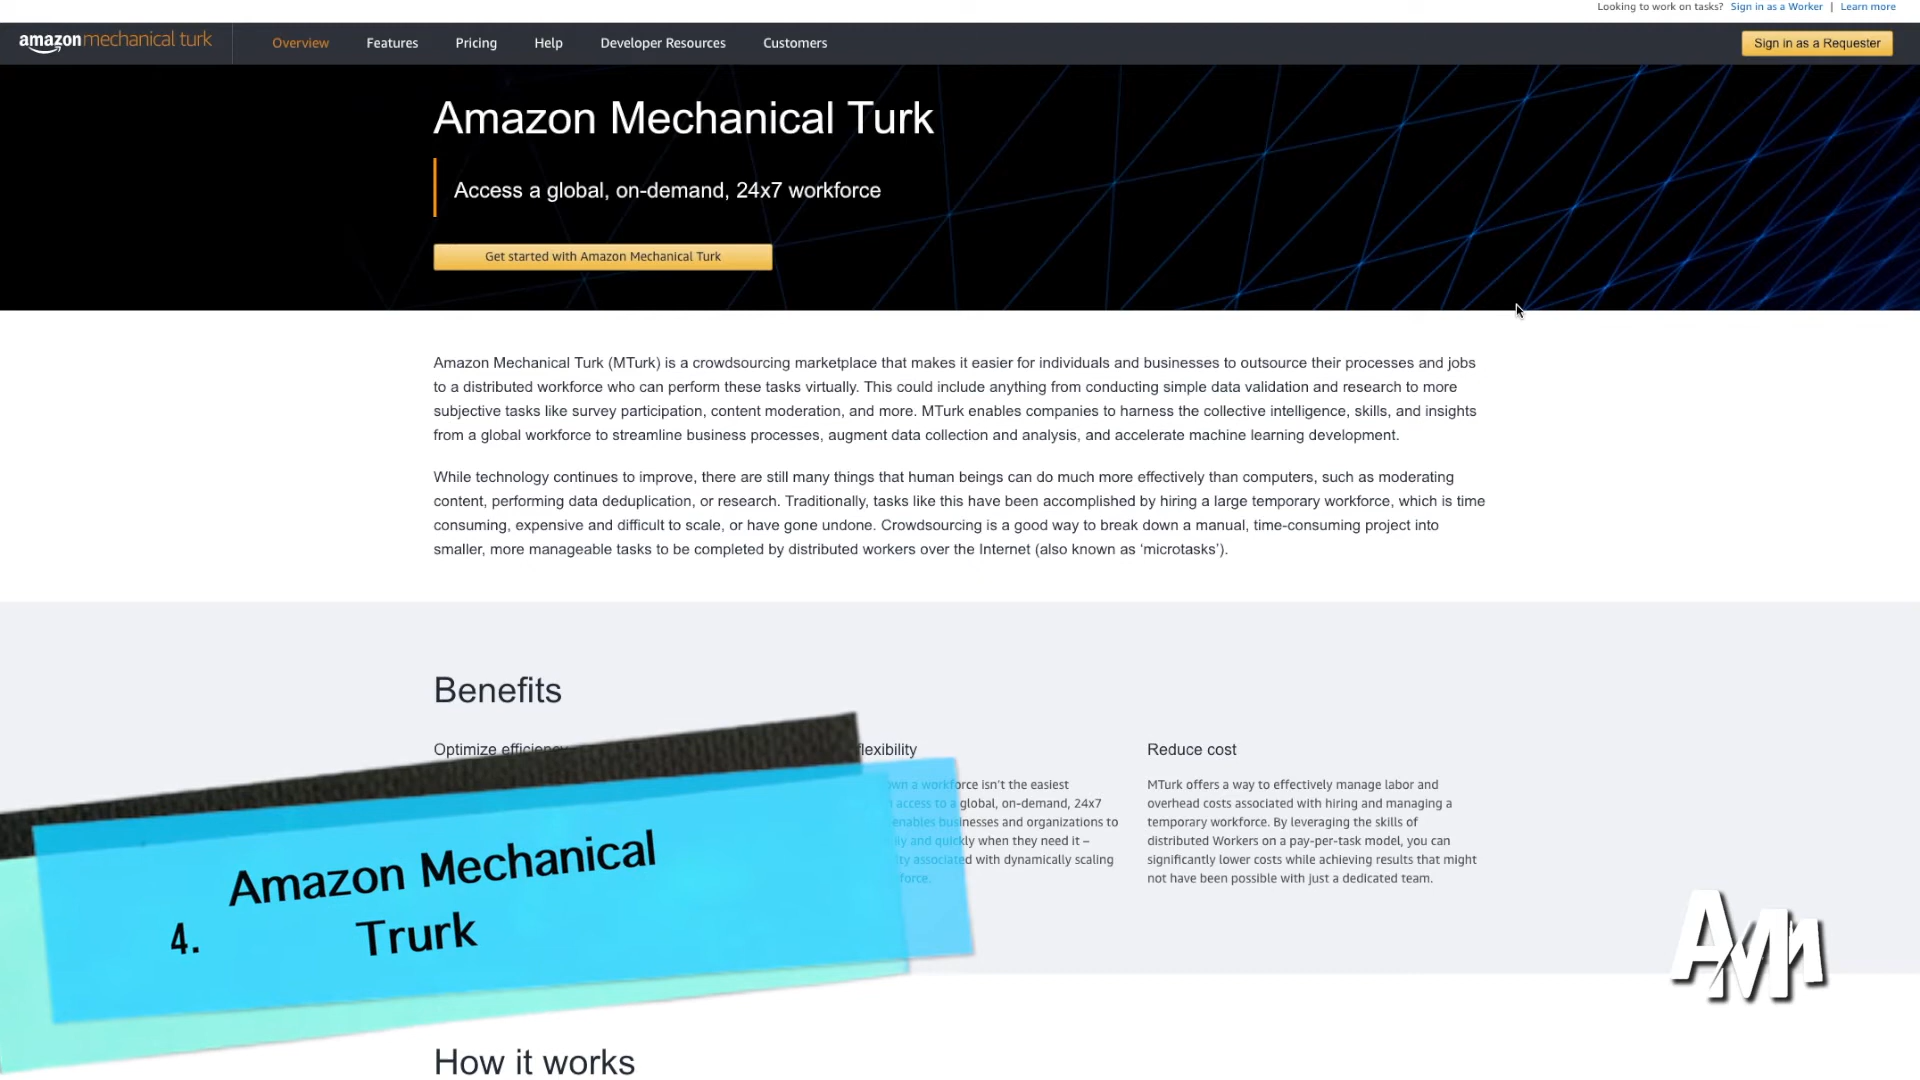 Looking to work on tasks? Sign in as a Worker | Learn more
amazon mechanical turk Overview Features Pricing Help Developer Resources Customers Sign in as a Requester
Amazon Mechanical Turk
Access a global, on-demand, 24x7 workforce
Get started with Amazon Mechanical Turk
Amazon Mechanical Turk (MTurk) is a crowdsourcing marketplace that makes it easier for individuals and businesses to outsource their processes and jobs
to a distributed workforce who can perform these tasks virtually. This could include anything from conducting simple data validation and research to more
subjective tasks like survey participation, content moderation, and more. MTurk enables companies to harness the collective intelligence, skills, and insights
from a global workforce to streamline business processes, augment data collection and analysis, and accelerate machine learning development.
While technology continues to improve, there are still many things that human beings can do much more effectively than computers, such as moderating
content, performing data deduplication, or research. Traditionally, tasks like this have been accomplished by hiring a large temporary workforce, which is time
consuming, expensive and difficult to scale, or have gone undone. Crowdsourcing is a good way to break down a manual, time-consuming project into
smaller, more manageable tasks to be completed by distributed workers over the Internet (also known as ‘microtasks’).
Benefits
Optimize efficiency
flexibility
own a workforce isn't the easiest
access to a global, on-demand, 24x7
enables businesses and organizations to
and quickly when they need it –
associated with dynamically scaling
force.
Reduce cost
MTurk offers a way to effectively manage labor and
overhead costs associated with hiring and managing a
temporary workforce. By leveraging the skills of
distributed Workers on a pay-per-task model, you can
significantly lower costs while achieving results that might
not have been possible with just a dedicated team.
4. Amazon Mechanical
Trurk
AMM
How it works